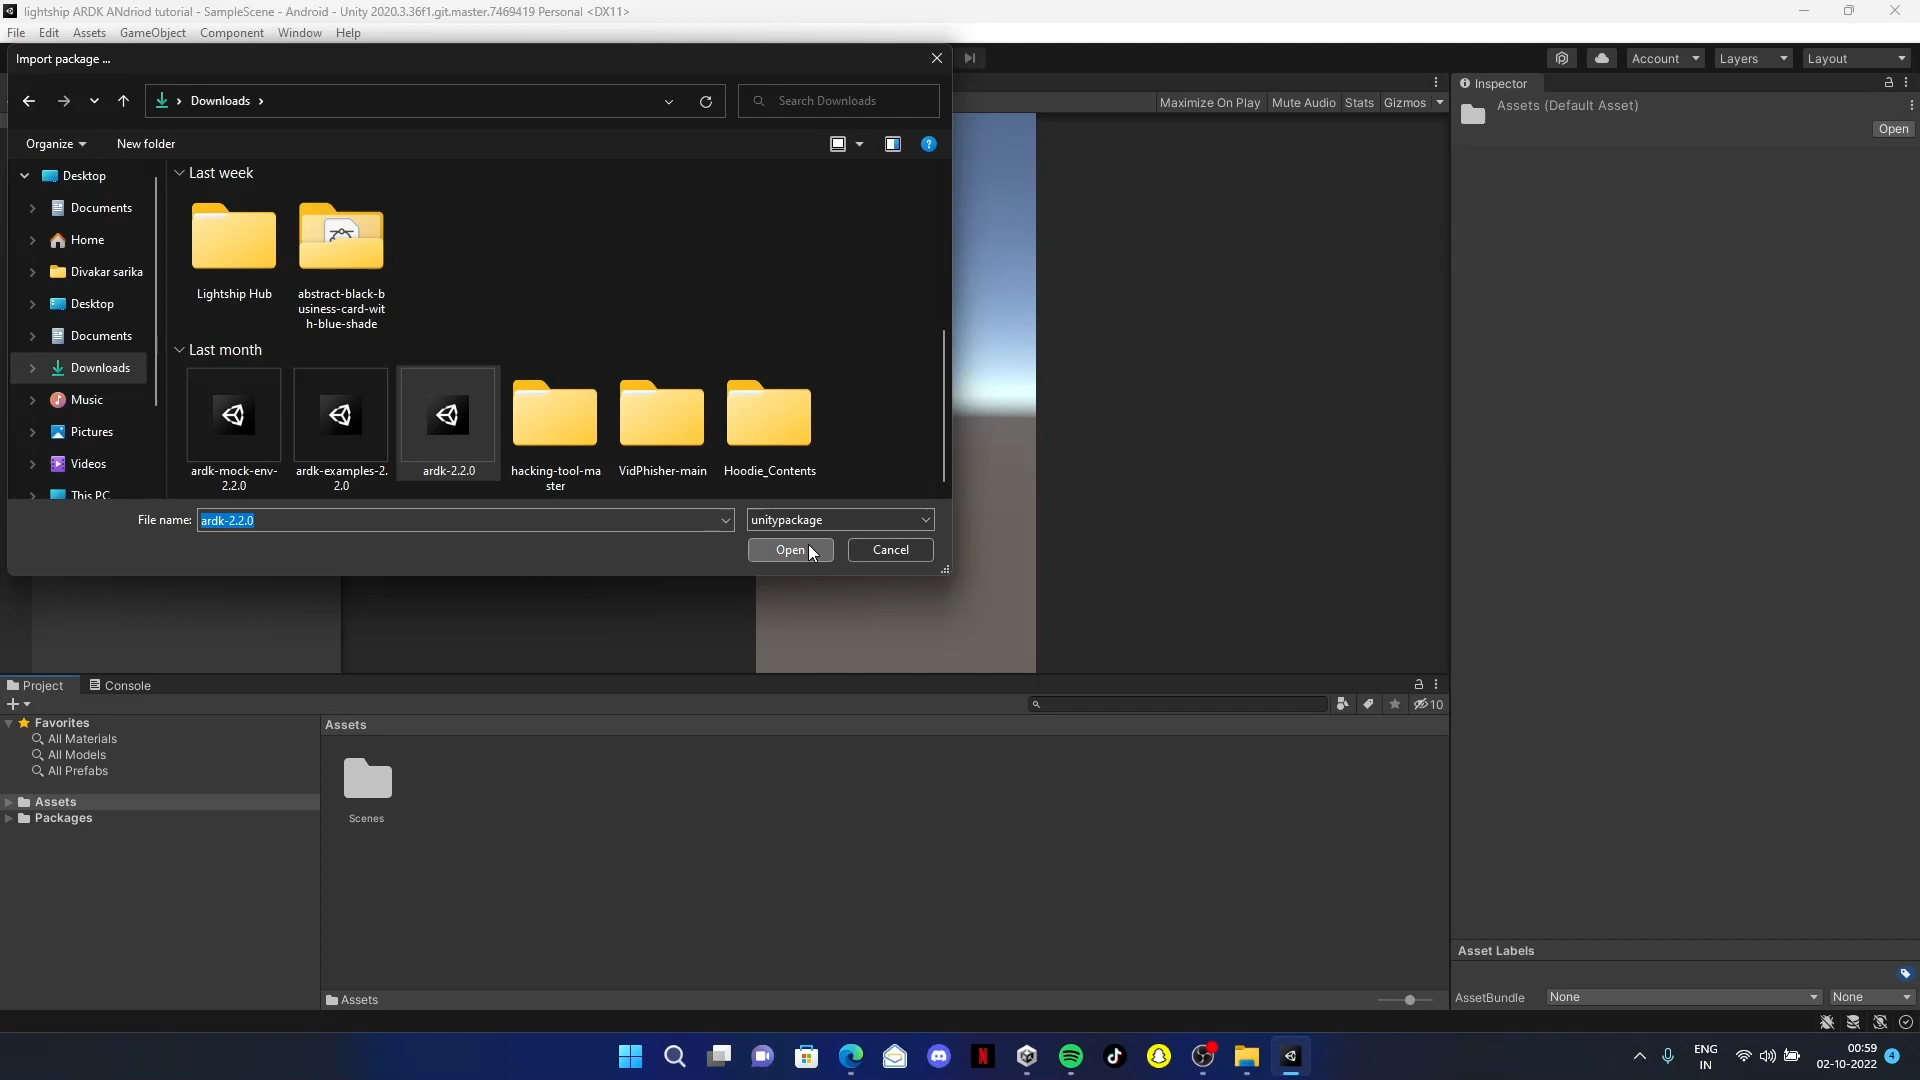 lightship ARDK ANdriod tutorial - SampleScene - Android - Unity 2020.3.36f1.git.master.7469419 Personal <DX11>
File Edit Assets GameObject Component Window Help
Import package ...
Account Layers Layout
Downloads
Search Downloads
Inspector
Maximize On Play Mute Audio Stats Gizmos
Assets (Default Asset)
Open
Organize New folder
Desktop
Documents
Home
Divakar sarika
Desktop
Documents
Downloads
Music
Pictures
Videos
This PC
Last week
Lightship Hub
abstract-black-b
usiness-card-wit
h-blue-shade
Last month
ardk-mock-env-
2.2.0
ardk-examples-2.
2.0
ardk-2.2.0
hacking-tool-ma
ster
VidPhisher-main
Hoodie_Contents
File name: ardk-2.2.0 unitypackage
Open Cancel
Project Console
10
Favorites
All Materials
All Models
All Prefabs
Assets
Packages
Assets
Scenes
Assets
Asset Labels
AssetBundle None None
ENG
IN
00:59
02-10-2022
4